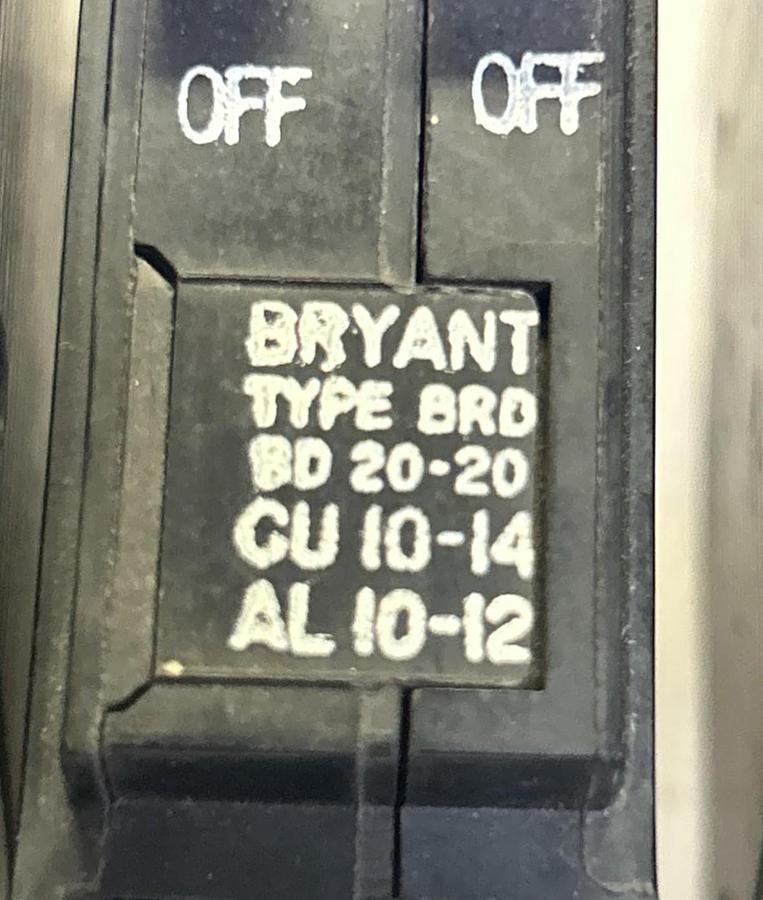 OFF OFF
BRYANT
TYPE BRD
BD 20-20
CU 10-14
AL 10-12